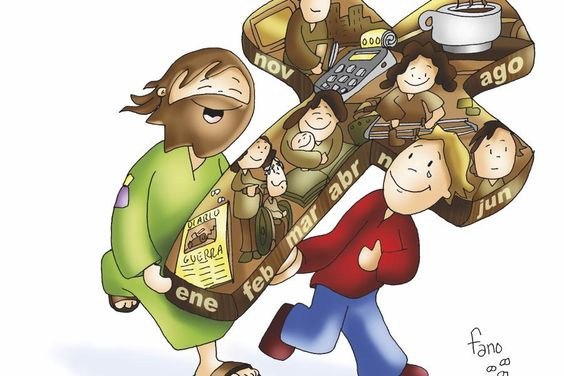 nov
ago
abr
jun
mar
feb
ene
DIARIO
GUERRA
fano